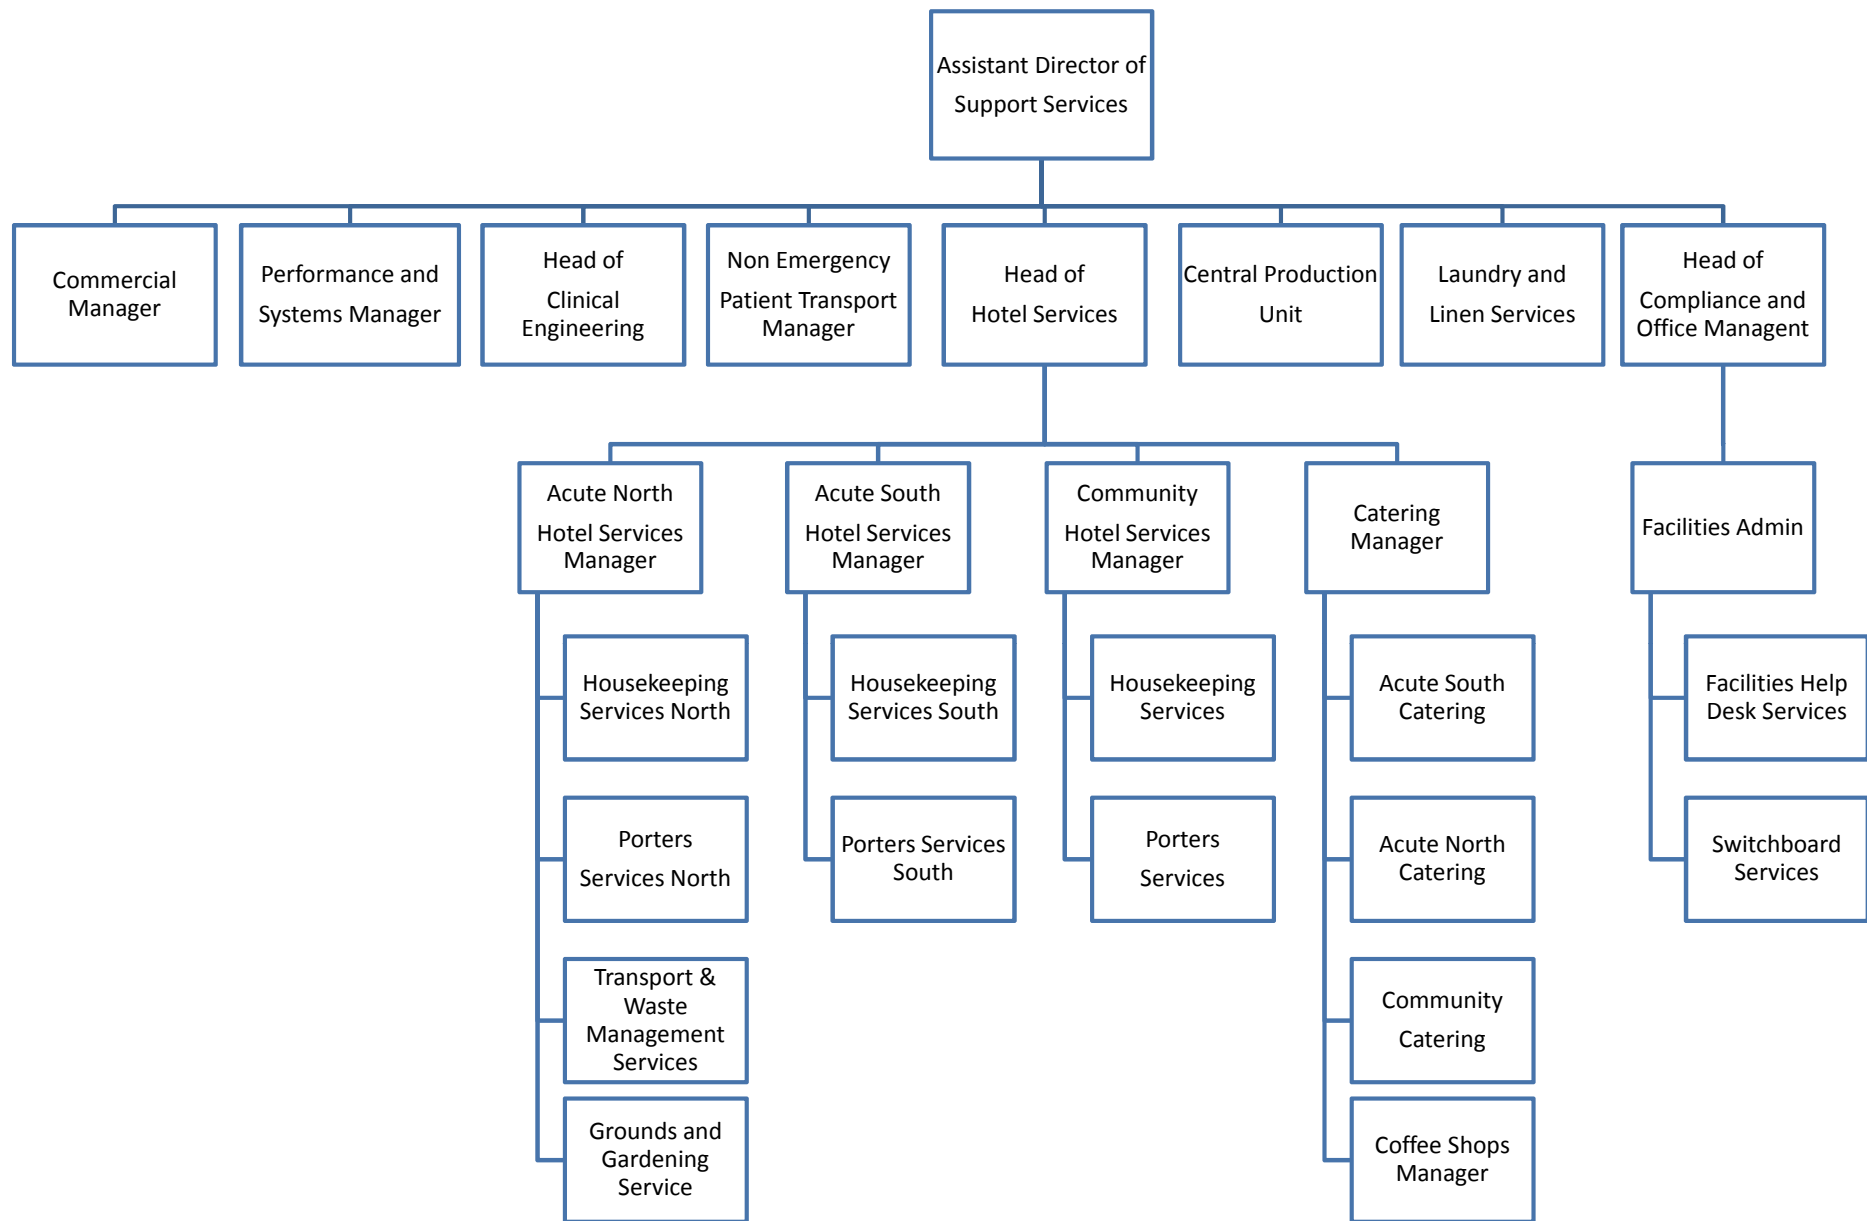 Assistant Director of
Support Services
Commercial
Manager
Performance and
Systems Manager
Head of
Clinical
Engineering
Non Emergency
Patient Transport
Manager
Head of
Hotel Services
Central Production
Unit
Laundry and
Linen Services
Head of
Compliance and
Office Managent
Acute North
Hotel Services
Manager
Acute South
Hotel Services
Manager
Community
Hotel Services
Manager
Catering
Manager
Facilities Admin
Housekeeping
Services North
Housekeeping
Services South
Housekeeping
Services
Acute South
Catering
Facilities Help
Desk Services
Porters
Services North
Porters Services
South
Porters
Services
Acute North
Catering
Switchboard
Services
Transport &
Waste
Management
Services
Community
Catering
Grounds and
Gardening
Service
Coffee Shops
Manager